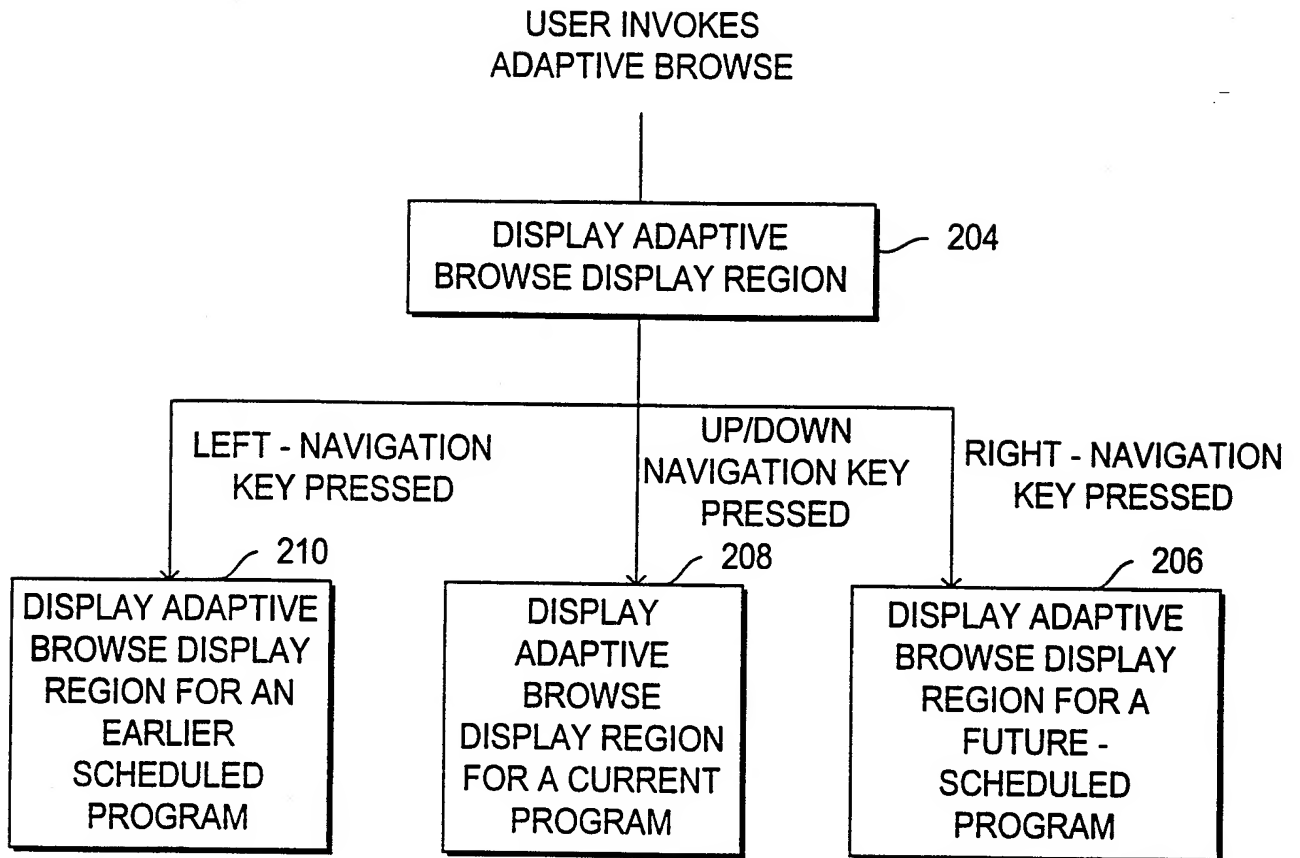 USER INVOKES
ADAPTIVE BROWSE
DISPLAY ADAPTIVE
BROWSE DISPLAY REGION
204
LEFT - NAVIGATION
KEY PRESSED
UP/DOWN
NAVIGATION KEY
PRESSED
RIGHT - NAVIGATION
KEY PRESSED
210
DISPLAY ADAPTIVE
BROWSE DISPLAY
REGION FOR AN
EARLIER
SCHEDULED
PROGRAM
208
DISPLAY
ADAPTIVE
BROWSE
DISPLAY REGION
FOR A CURRENT
PROGRAM
206
DISPLAY ADAPTIVE
BROWSE DISPLAY
REGION FOR A
FUTURE -
SCHEDULED
PROGRAM